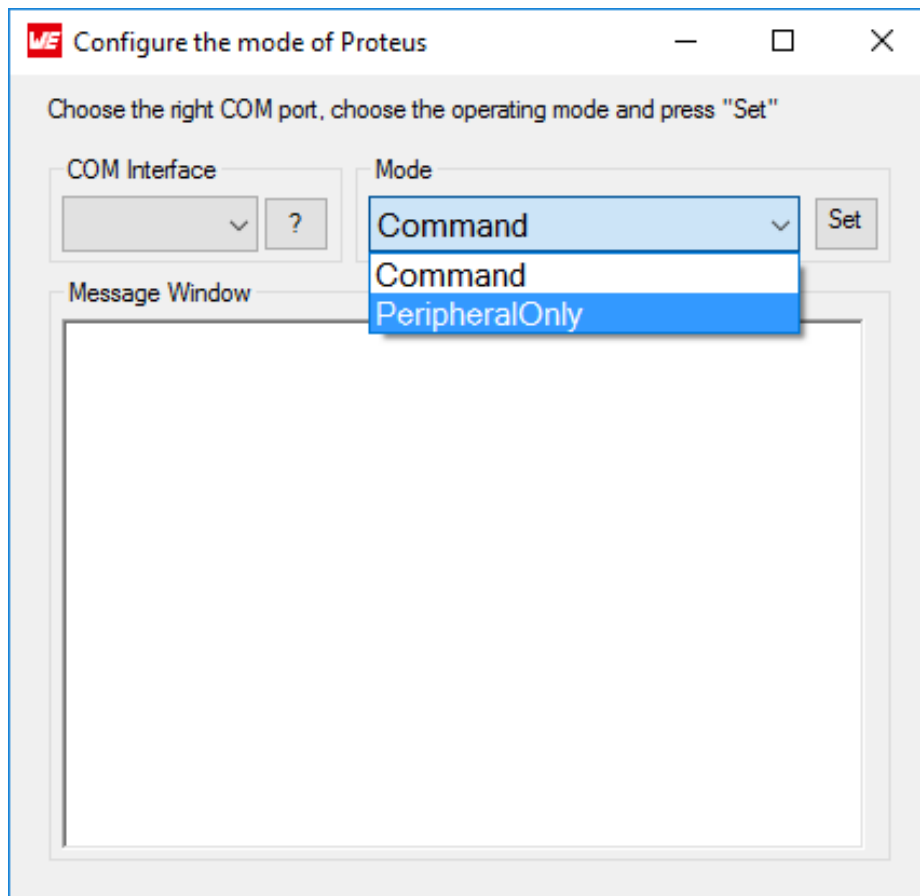 WE Configure the mode of Proteus
Choose the right COM port, choose the operating mode and press "Set"
COM Interface
Mode
?
Command
Set
Command
PeripheralOnly
Message Window